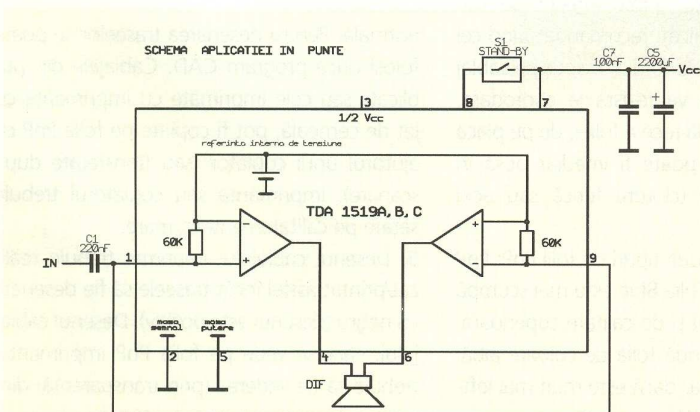 SCHEMA APLICATIEI IN PUNTE
S1
STAND-BY
C7
100nF
C5
2200uF
Vcc
3
8
7
1/2 Vcc
referinta interna de tensiune
TDA 1519A,B,C
-
+
+
60K
60K
C1
220nF
IN
1
9
masa
semnal
masa
putere
2
5
4
6
DIF